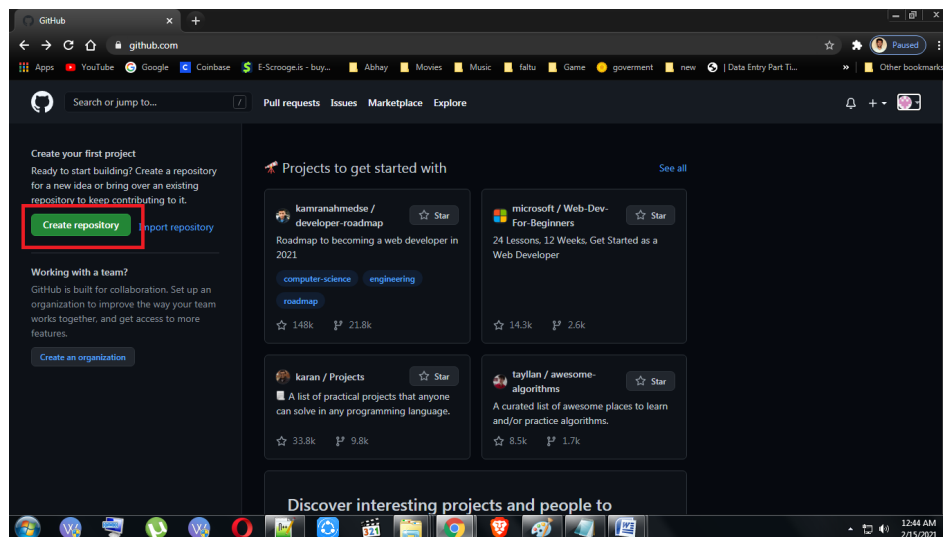 GitHub
github.com
Paused
Apps
YouTube
Google
Coinbase
E-Scrooge.is - buy...
Abhay
Movies
Music
faltu
Game
goverment
new
| Data Entry Part Ti...
»
Other bookmarks
Search or jump to...
/
Pull requests Issues Marketplace Explore
Create your first project
Ready to start building? Create a repository
for a new idea or bring over an existing
repository to keep contributing to it.
Create repository
Import repository
Working with a team?
GitHub is built for collaboration. Set up an
organization to improve the way your team
works together, and get access to more
features.
Create an organization
Projects to get started with
See all
kamranahmedse /
developer-roadmap
Star
Roadmap to becoming a web developer in
2021
computer-science
engineering
roadmap
148k
21.8k
microsoft / Web-Dev-
For-Beginners
Star
24 Lessons, 12 Weeks, Get Started as a
Web Developer
14.3k
2.6k
karan / Projects
Star
A list of practical projects that anyone
can solve in any programming language.
33.8k
9.8k
tayllan / awesome-
algorithms
Star
A curated list of awesome places to learn
and/or practice algorithms.
8.5k
1.7k
Discover interesting projects and people to
321
12:44 AM
2/15/2021